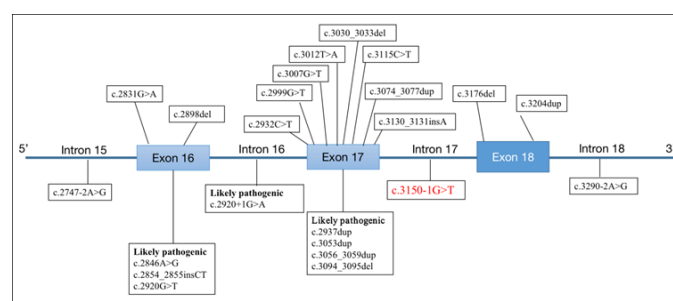 c.3030_3033del
c.3012T>A
c.3115C>T
c.3007G>T
c.2831G>A
c.2999G>T
c.3074_3077dup
c.3176del
c.2898del
c.3204dup
c.2932C>T
c.3130_3131insA
5'
Intron 15
Exon 16
Intron 16
Exon 17
Intron 17
Exon 18
Intron 18
3
c.2747-2A>G
Likely pathogenic
c.2920+1G>A
c.3150-1G>T
c.3290-2A>G
Likely pathogenic
c.2846A>G
c.2854_2855insCT
c.2920G>T
Likely pathogenic
c.2937dup
c.3053dup
c.3056_3059dup
c.3094_3095del